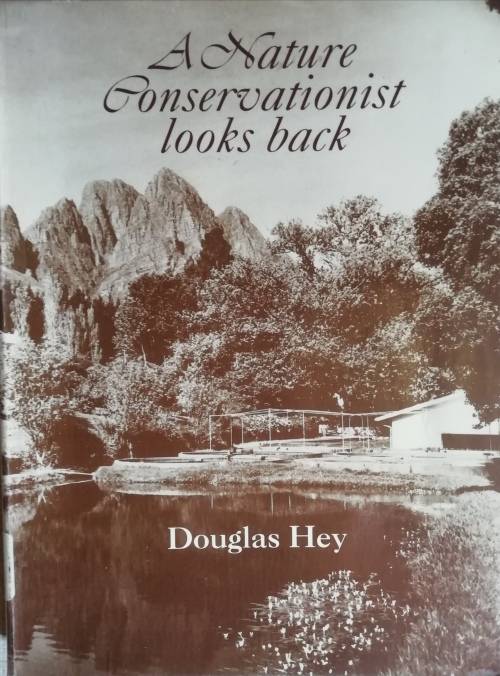 A Nature
Conservationist
looks back
Douglas Hey